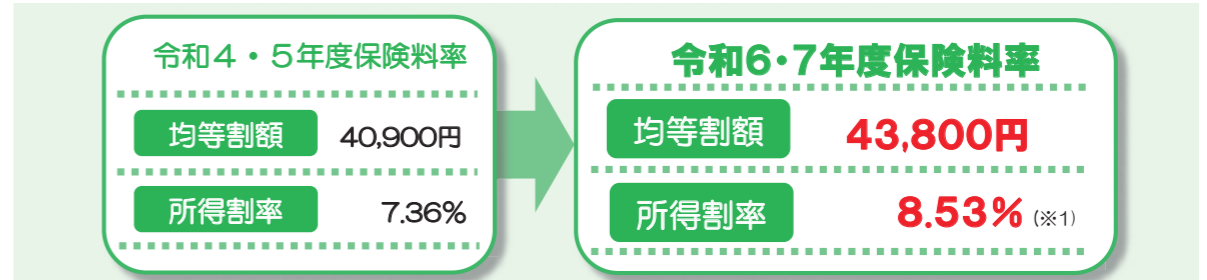 令和４・５年度保険料率
均等割額 40,900円
所得割率 7.36%
令和6・7年度保険料率
均等割額 43,800円
所得割率 8.53% (※1)